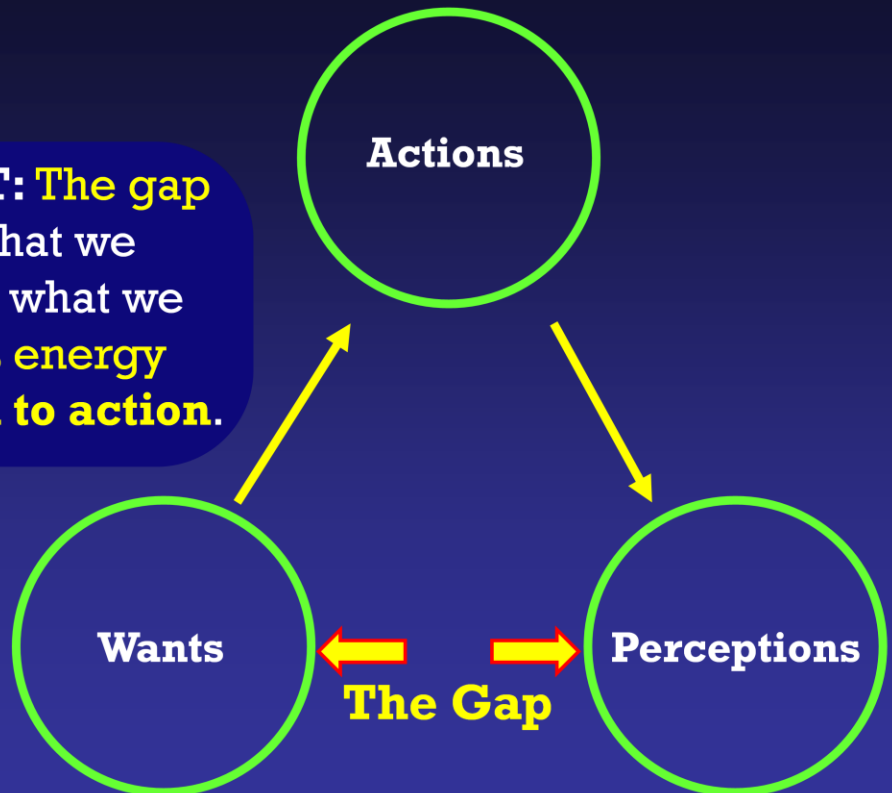 Actions
T: The gap
hat we
what we
energy
to action.
Wants
Perceptions
The Gap